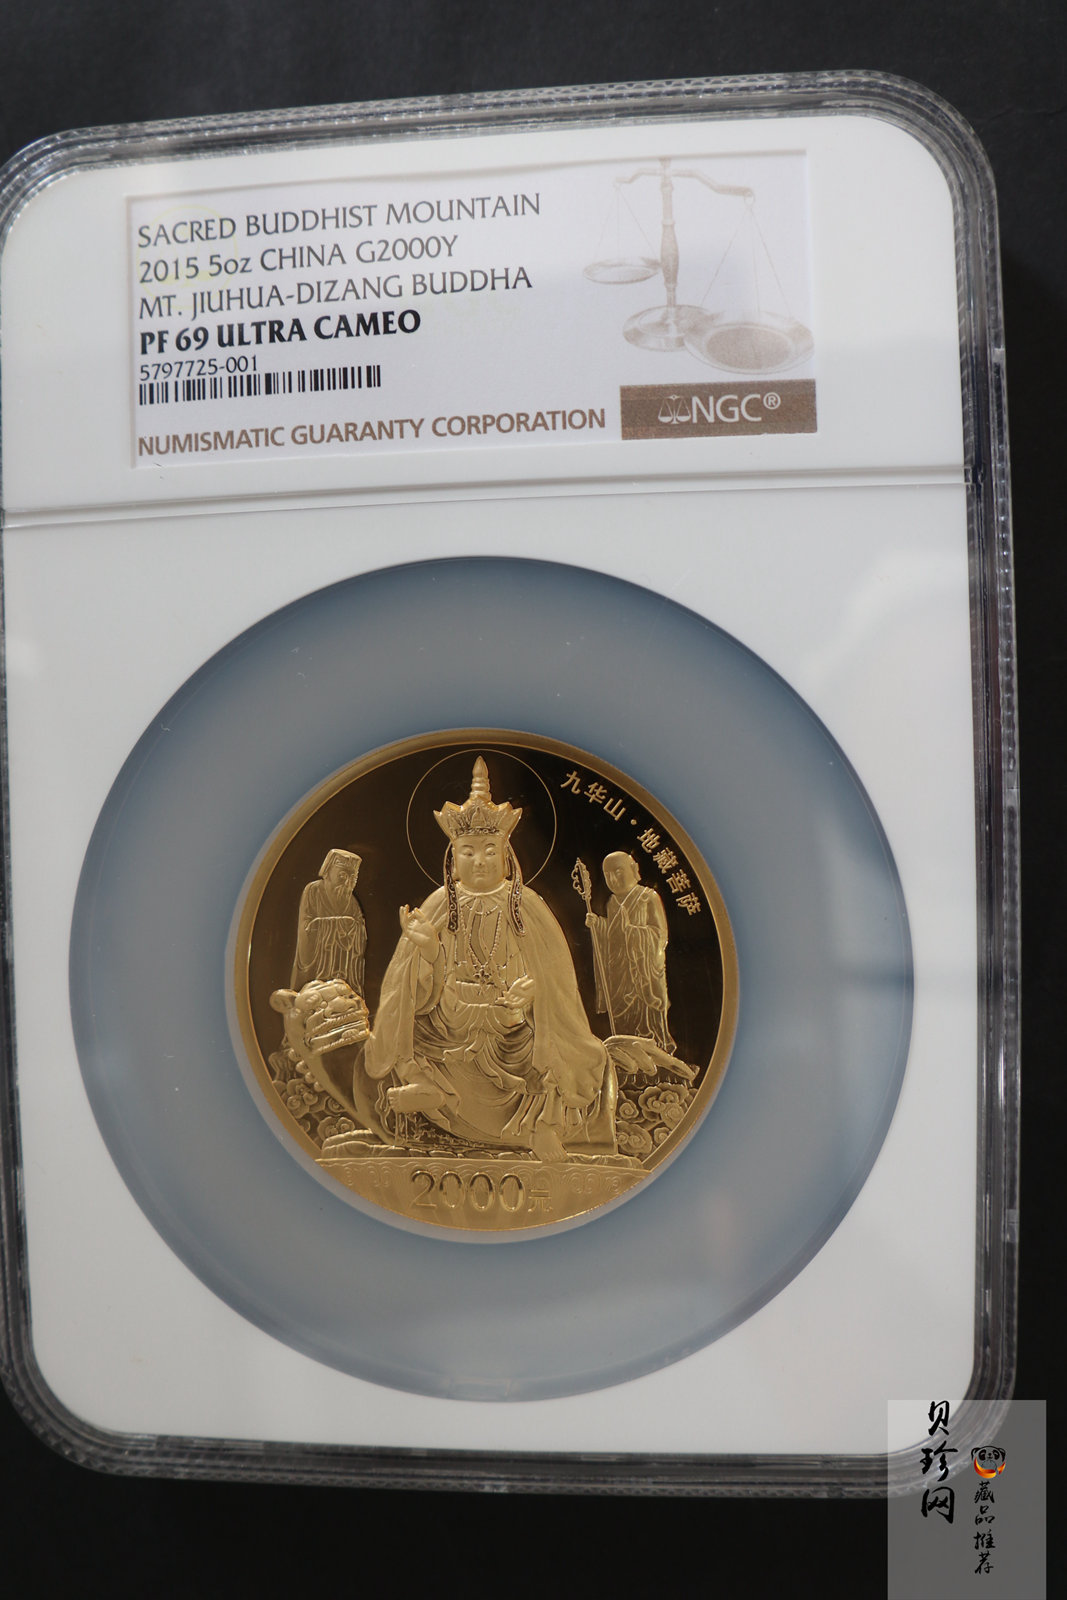 SACRED BUDDHIST MOUNTAIN
2015 5oz CHINA G2000Y
MT. JIUHUA-DIZANG BUDDHA
PF 69 ULTRA CAMEO
5797725-001
NUMISMATIC GUARANTY CORPORATION
NGC®
九华山·地藏菩萨
2000元
贝珍网
藏品推荐